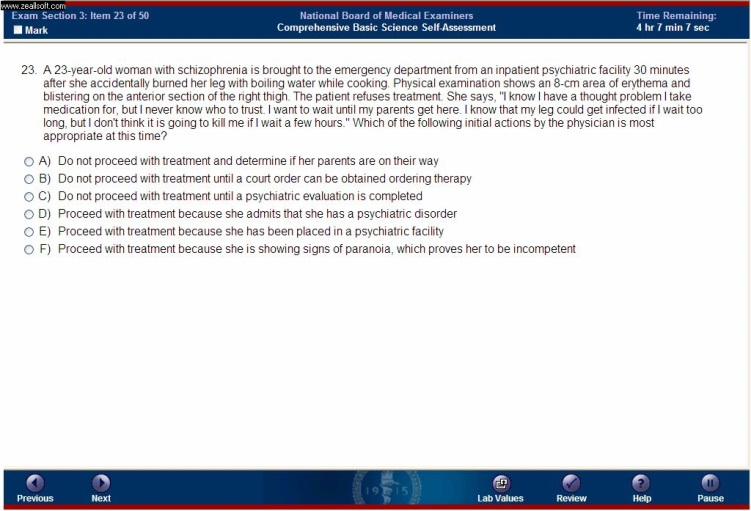 www.zeallsoft.com
Exam Section 3: Item 23 of 50
National Board of Medical Examiners
Time Remaining:
Mark
Comprehensive Basic Science Self-Assessment
4 hr 7 min 7 sec
23. A 23-year-old woman with schizophrenia is brought to the emergency department from an inpatient psychiatric facility 30 minutes
after she accidentally burned her leg with boiling water while cooking. Physical examination shows an 8-cm area of erythema and
blistering on the anterior section of the right thigh. The patient refuses treatment. She says, "I know I have a thought problem I take
medication for, but I never know who to trust. I want to wait until my parents get here. I know that my leg could get infected if I wait too
long, but I don't think it is going to kill me if I wait a few hours." Which of the following initial actions by the physician is most
appropriate at this time?
A) Do not proceed with treatment and determine if her parents are on their way
B) Do not proceed with treatment until a court order can be obtained ordering therapy
C) Do not proceed with treatment until a psychiatric evaluation is completed
D) Proceed with treatment because she admits that she has a psychiatric disorder
E) Proceed with treatment because she has been placed in a psychiatric facility
F) Proceed with treatment because she is showing signs of paranoia, which proves her to be incompetent
19 15
Previous
Next
Lab Values
Review
Help
Pause